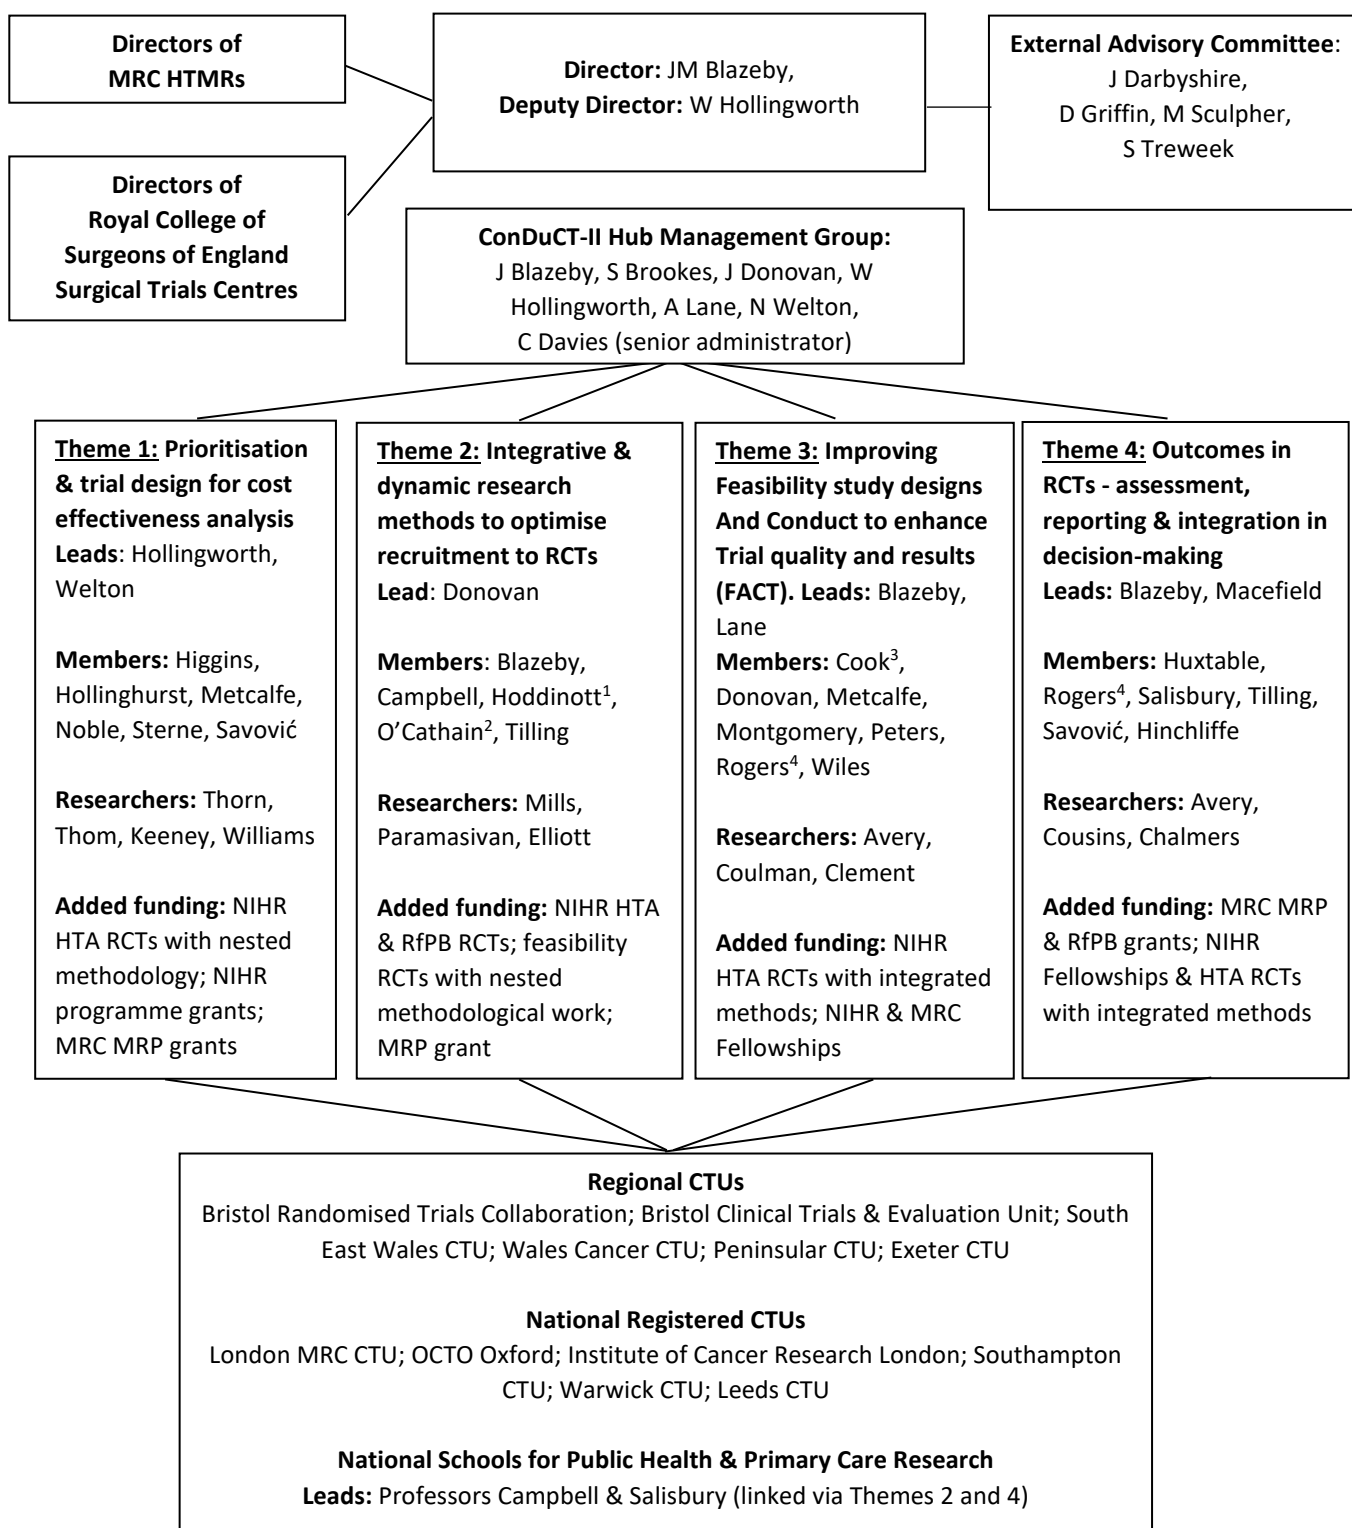 Directors of
MRC HTMRs
Director: JM Blazeby,
Deputy Director: W Hollingworth
External Advisory Committee:
J Darbyshire,
D Griffin, M Sculpher,
S Treweek
Directors of
Royal College of
Surgeons of England
Surgical Trials Centres
ConDuCT-II Hub Management Group:
J Blazeby, S Brookes, J Donovan, W
Hollingworth, A Lane, N Welton,
C Davies (senior administrator)
Theme 1: Prioritisation
& trial design for cost
effectiveness analysis
Leads: Hollingworth,
Welton
Members: Higgins,
Hollinghurst, Metcalfe,
Noble, Sterne, Savović
Researchers: Thorn,
Thom, Keeney, Williams
Added funding: NIHR
HTA RCTs with nested
methodology; NIHR
programme grants;
MRC MRP grants
Theme 2: Integrative &
dynamic research
methods to optimise
recruitment to RCTs
Lead: Donovan
Members: Blazeby,
Campbell, Hoddinott¹,
O’Cathain², Tilling
Researchers: Mills,
Paramasivan, Elliott
Added funding: NIHR HTA
& RfPB RCTs; feasibility
RCTs with nested
methodological work;
MRP grant
Theme 3: Improving
Feasibility study designs
And Conduct to enhance
Trial quality and results
(FACT). Leads: Blazeby,
Lane
Members: Cook³,
Donovan, Metcalfe,
Montgomery, Peters,
Rogers⁴, Wiles
Researchers: Avery,
Coulman, Clement
Added funding: NIHR
HTA RCTs with integrated
methods; NIHR & MRC
Fellowships
Theme 4: Outcomes in
RCTs - assessment,
reporting & integration in
decision-making
Leads: Blazeby, Macefield
Members: Huxtable,
Rogers⁴, Salisbury, Tilling,
Savović, Hinchliffe
Researchers: Avery,
Cousins, Chalmers
Added funding: MRC MRP
& RfPB grants; NIHR
Fellowships & HTA RCTs
with integrated methods
Regional CTUs
Bristol Randomised Trials Collaboration; Bristol Clinical Trials & Evaluation Unit; South
East Wales CTU; Wales Cancer CTU; Peninsular CTU; Exeter CTU
National Registered CTUs
London MRC CTU; OCTO Oxford; Institute of Cancer Research London; Southampton
CTU; Warwick CTU; Leeds CTU
National Schools for Public Health & Primary Care Research
Leads: Professors Campbell & Salisbury (linked via Themes 2 and 4)